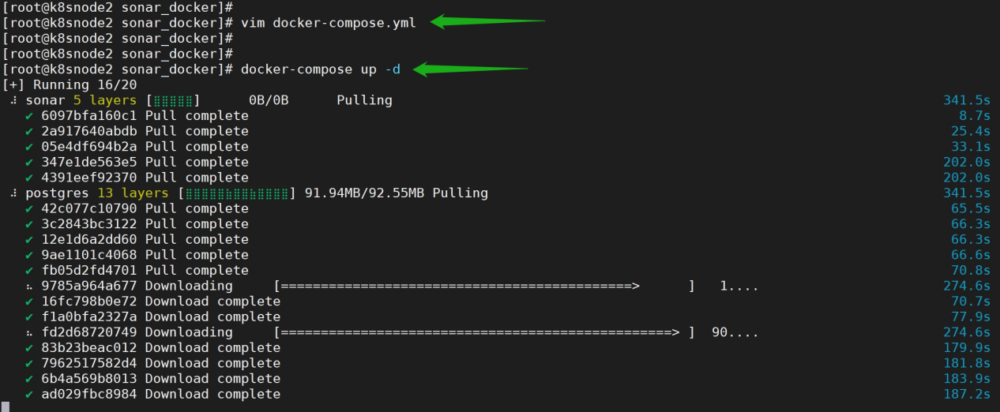 [root@k8snode2 sonar_docker]#
[root@k8snode2 sonar_docker]# vim docker-compose.yml
[root@k8snode2 sonar_docker]#
[root@k8snode2 sonar_docker]#
[root@k8snode2 sonar_docker]# docker-compose up -d
[+] Running 16/20
⠼ sonar 5 layers [⣿⣿⣿⣿⣿] 0B/0B Pulling 341.5s
✔ 6097bfa160c1 Pull complete 8.7s
✔ 2a917640abdb Pull complete 25.4s
✔ 05e4df694b2a Pull complete 33.1s
✔ 347e1de563e5 Pull complete 202.0s
✔ 4391eef92370 Pull complete 202.0s
⠼ postgres 13 layers [⣿⣿⣿⣿⣿⣷⣿⣿⣷⣿⣿⣿⣿] 91.94MB/92.55MB Pulling 341.5s
✔ 42c077c10790 Pull complete 65.5s
✔ 3c2843bc3122 Pull complete 66.3s
✔ 12e1d6a2dd60 Pull complete 66.3s
✔ 9ae1101c4068 Pull complete 66.6s
✔ fb05d2fd4701 Pull complete 70.8s
⠦ 9785a964a677 Downloading [============================================> ] 1.... 274.6s
✔ 16fc798b0e72 Download complete 70.7s
✔ f1a0bfa2327a Download complete 77.9s
⠦ fd2d68720749 Downloading [=================================================> ] 90.... 274.6s
✔ 83b23beac012 Download complete 179.9s
✔ 7962517582d4 Download complete 181.8s
✔ 6b4a569b8013 Download complete 183.9s
✔ ad029fbc8984 Download complete 187.2s